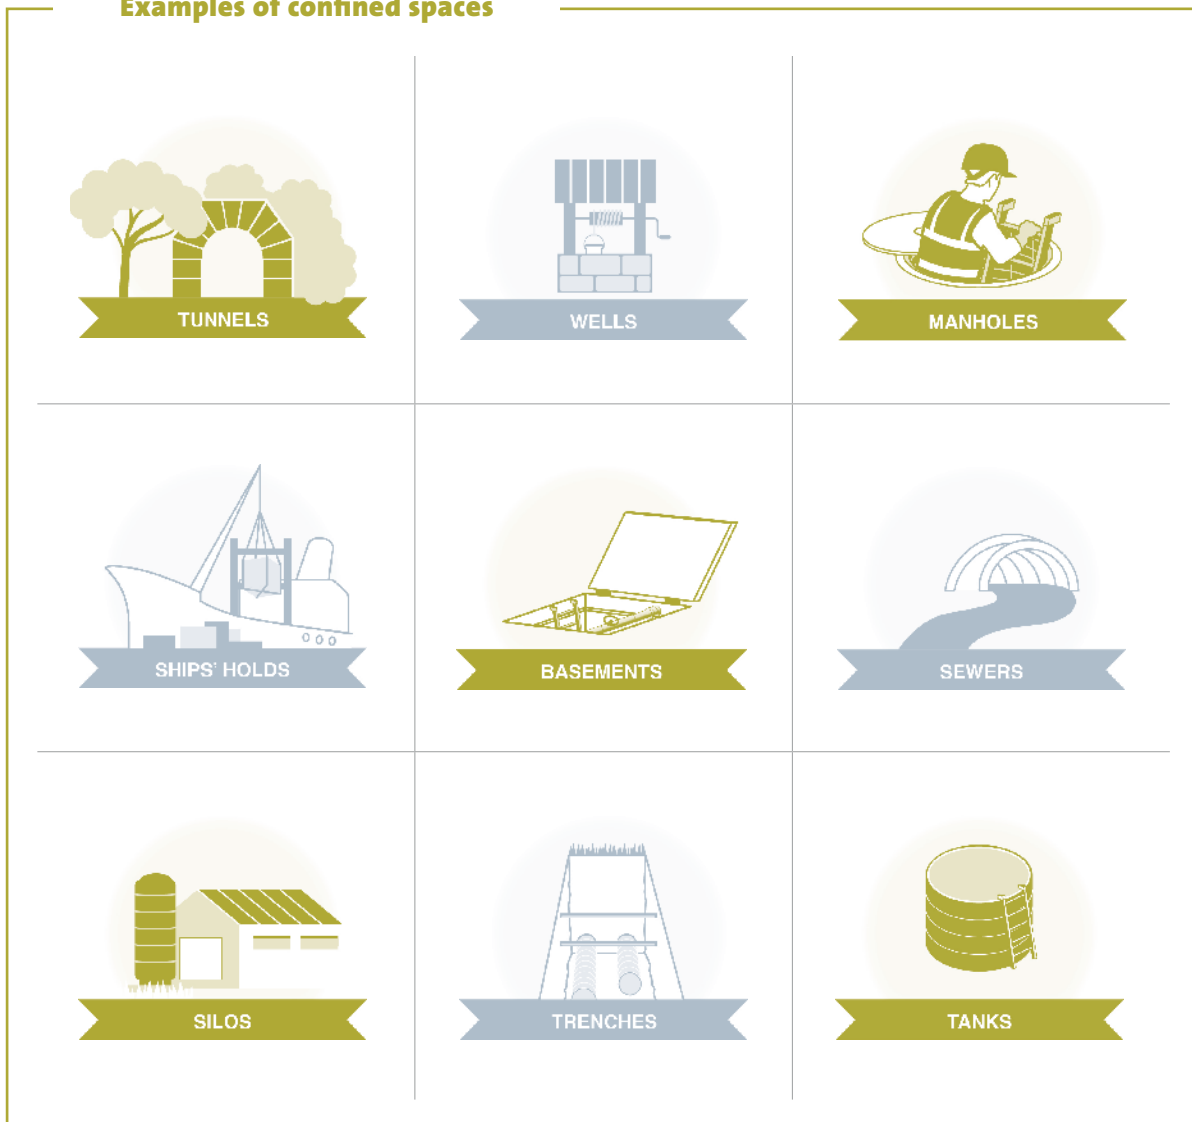 Examples of confined spaces
TUNNELS
WELLS
MANHOLES
SHIPS' HOLDS
BASEMENTS
SEWERS
SILOS
TRENCHES
TANKS